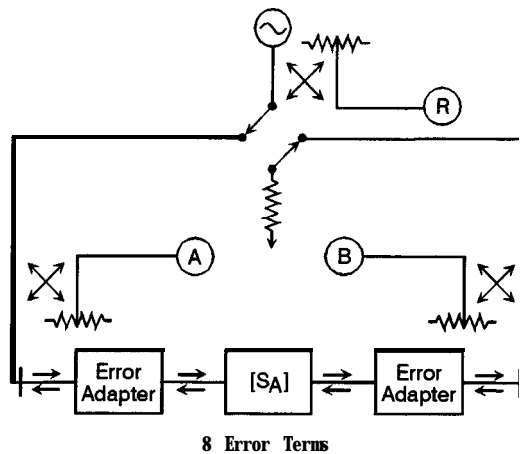 R
A
B
Error
Adapter
[SA]
Error
Adapter
8 Error Terms